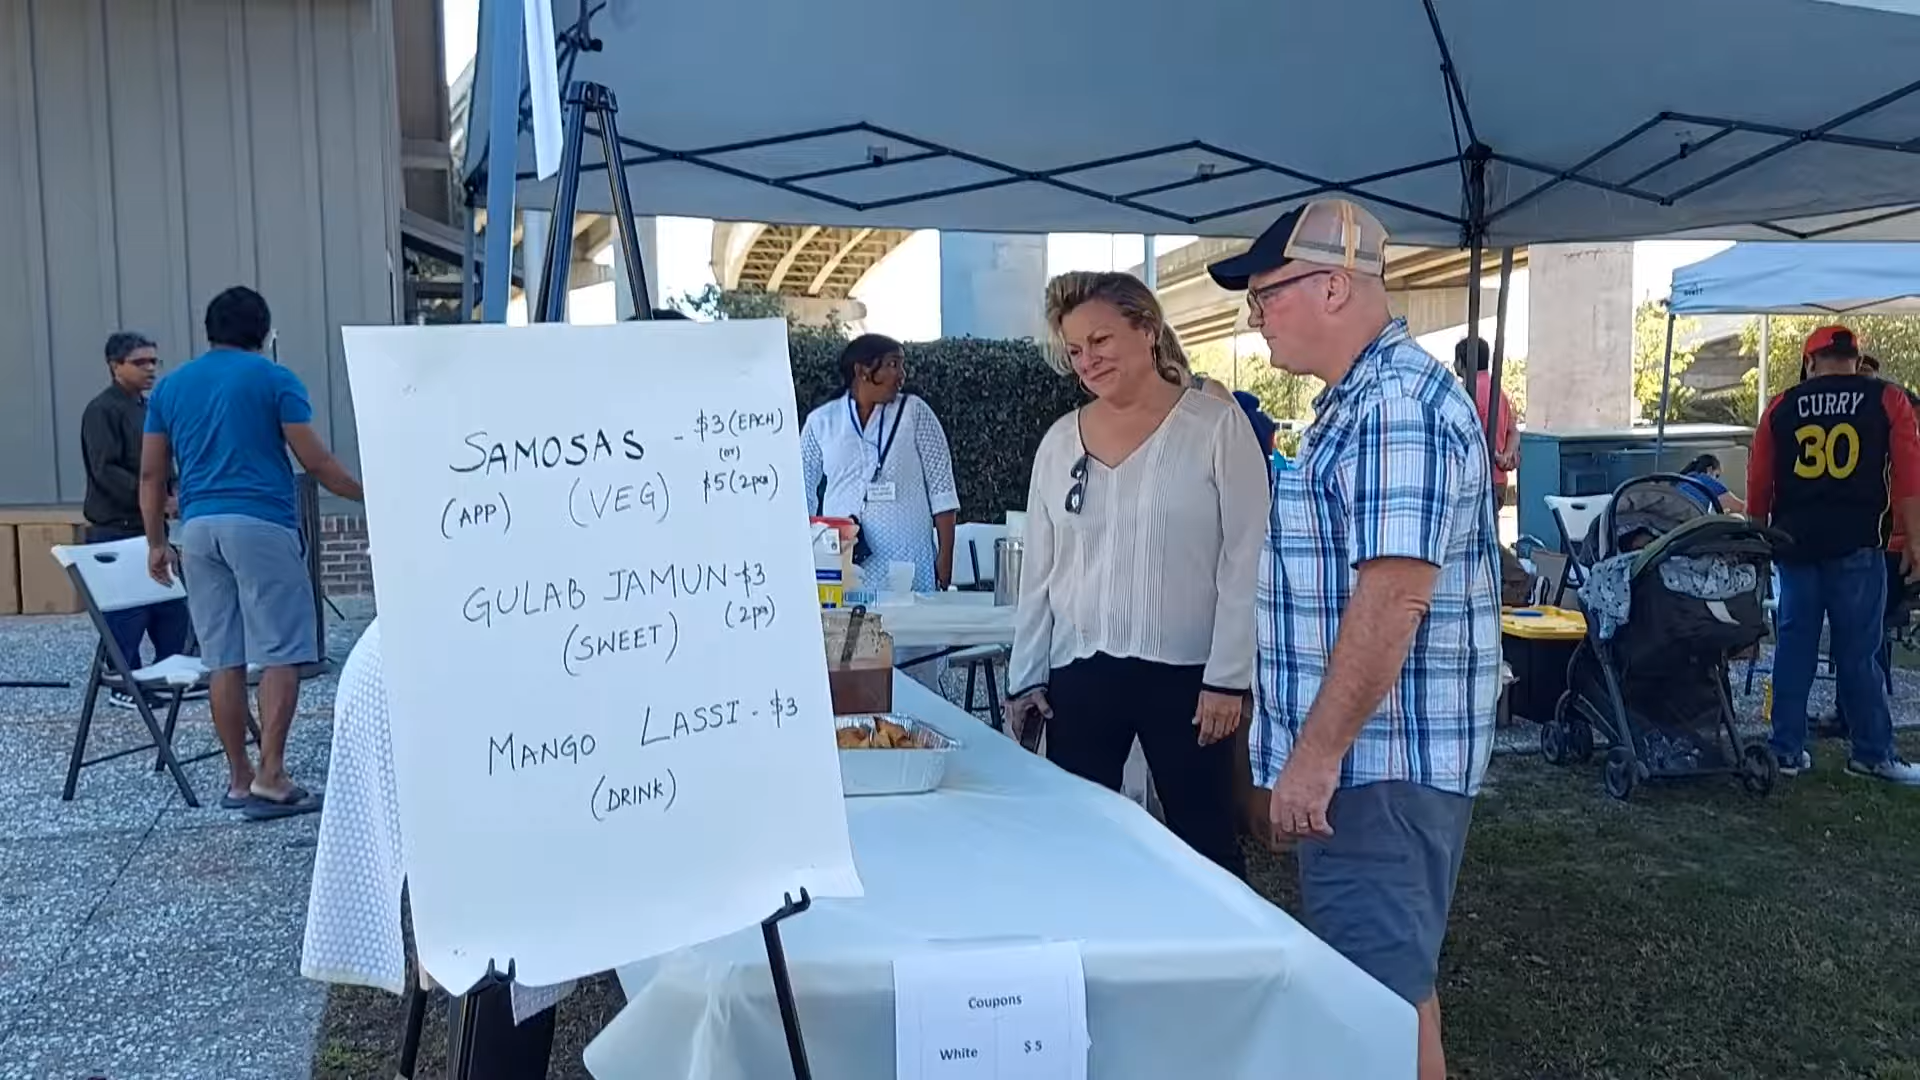 SAMOSAS - $3 (EACH)
(or)
(APP) (VEG) $5 (2pcs)
GULAB JAMUN - $3
(SWEET) (2pcs)
MANGO LASSI - $3
(DRINK)
Coupons
White $5
CURRY
30